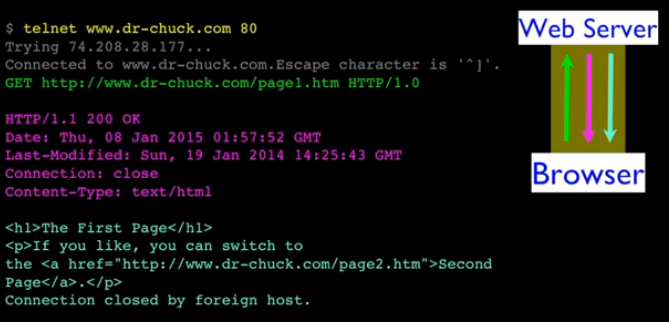 $ telnet www.dr-chuck.com 80
Trying 74.208.28.177...
Connected to www.dr-chuck.com.Escape character is '^]'.
GET http://www.dr-chuck.com/page1.htm HTTP/1.0
HTTP/1.1 200 OK
Date: Thu, 08 Jan 2015 01:57:52 GMT
Last-Modified: Sun, 19 Jan 2014 14:25:43 GMT
Connection: close
Content-Type: text/html
<h1>The First Page</h1>
<p>If you like, you can switch to
the <a href="http://www.dr-chuck.com/page2.htm">Second
Page</a>.</p>
Connection closed by foreign host.
Web Server
Browser